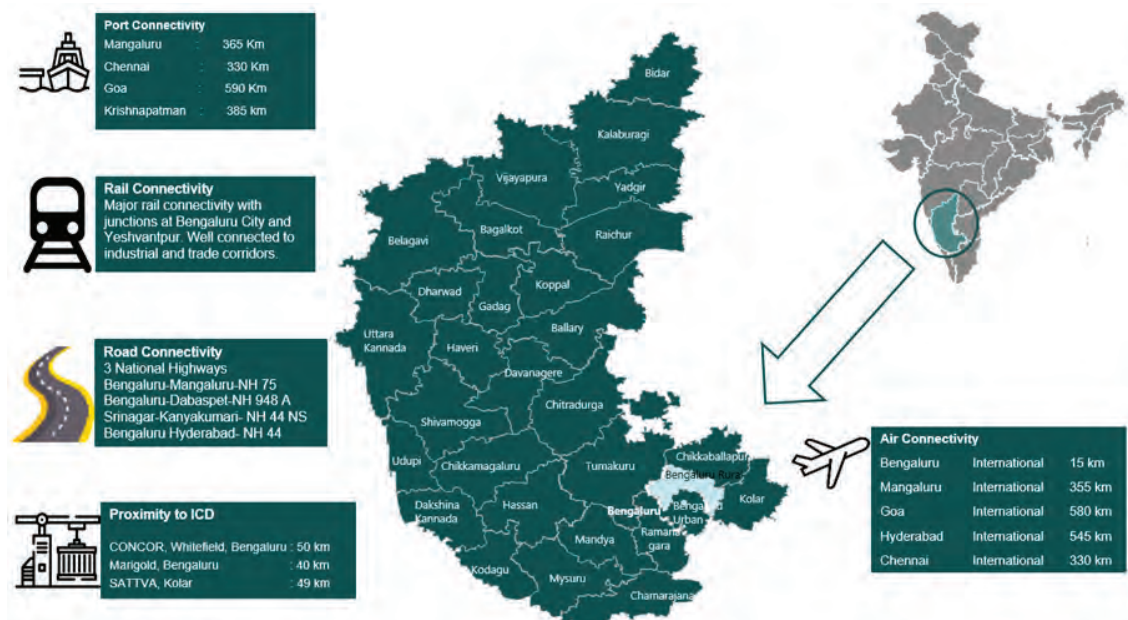 Port Connectivity
Mangaluru : 365 Km
Chennai : 330 Km
Goa : 590 Km
Krishnapatman : 385 km
Rail Connectivity
Major rail connectivity with
junctions at Bengaluru City and
Yeshvantpur. Well connected to
industrial and trade corridors.
Road Connectivity
3 National Highways
Bengaluru-Mangaluru-NH 75
Bengaluru-Dabaspet-NH 948 A
Srinagar-Kanyakumari- NH 44 NS
Bengaluru Hyderabad- NH 44
Proximity to ICD
CONCOR, Whitefield, Bengaluru : 50 km
Marigold, Bengaluru : 40 km
SATTVA, Kolar : 49 km
Bidar
Kalaburagi
Vijayapura
Yadgir
Bagalkot
Raichur
Belagavi
Koppal
Dharwad
Gadag
Ballary
Uttara
Kannada
Haveri
Davanagere
Chitradurga
Shivamogga
Udupi
Chikkamagaluru
Tumakuru
Chikkaballapur
Bengaluru Rura
Kolar
Dakshina
Kannada
Hassan
Bengaluru
Urban
Ramana
gara
Mandya
Kodagu
Mysuru
Chamarajana
Air Connectivity
Bengaluru International 15 km
Mangaluru International 355 km
Goa International 580 km
Hyderabad International 545 km
Chennai International 330 km